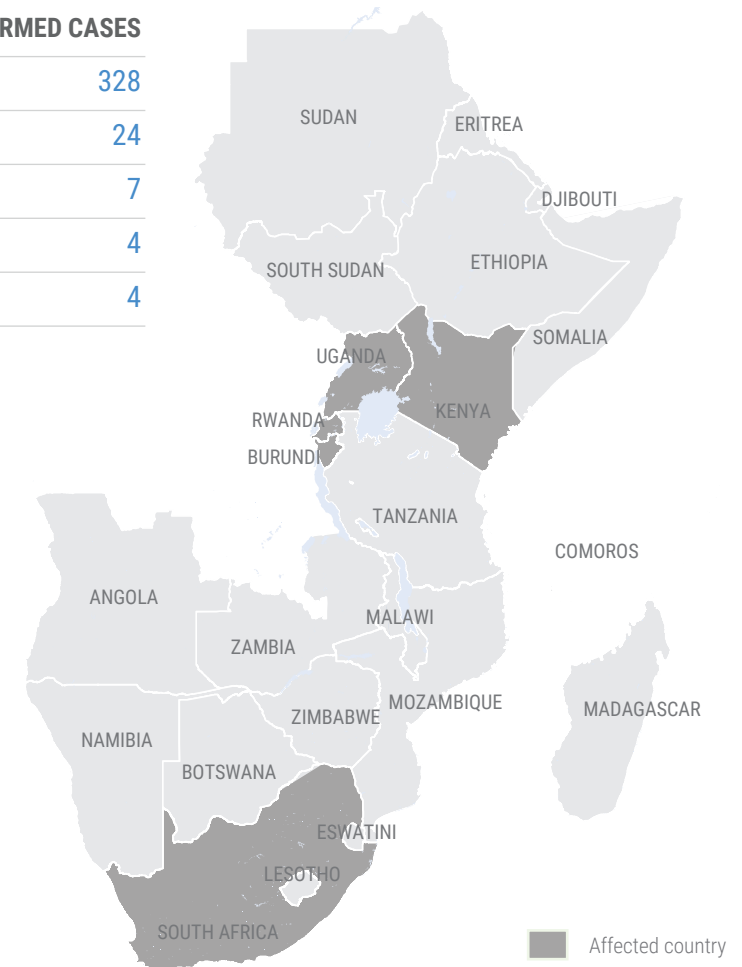 RMED CASES
328
24
7
4
4
SUDAN
ERITREA
DJIBOUTI
ETHIOPIA
SOUTH SUDAN
SOMALIA
UGANDA
KENYA
RWANDA
BURUNDI
TANZANIA
COMOROS
ANGOLA
MALAWI
ZAMBIA
MOZAMBIQUE
MADAGASCAR
ZIMBABWE
NAMIBIA
BOTSWANA
ESWATINI
LESOTHO
SOUTH AFRICA
Affected country